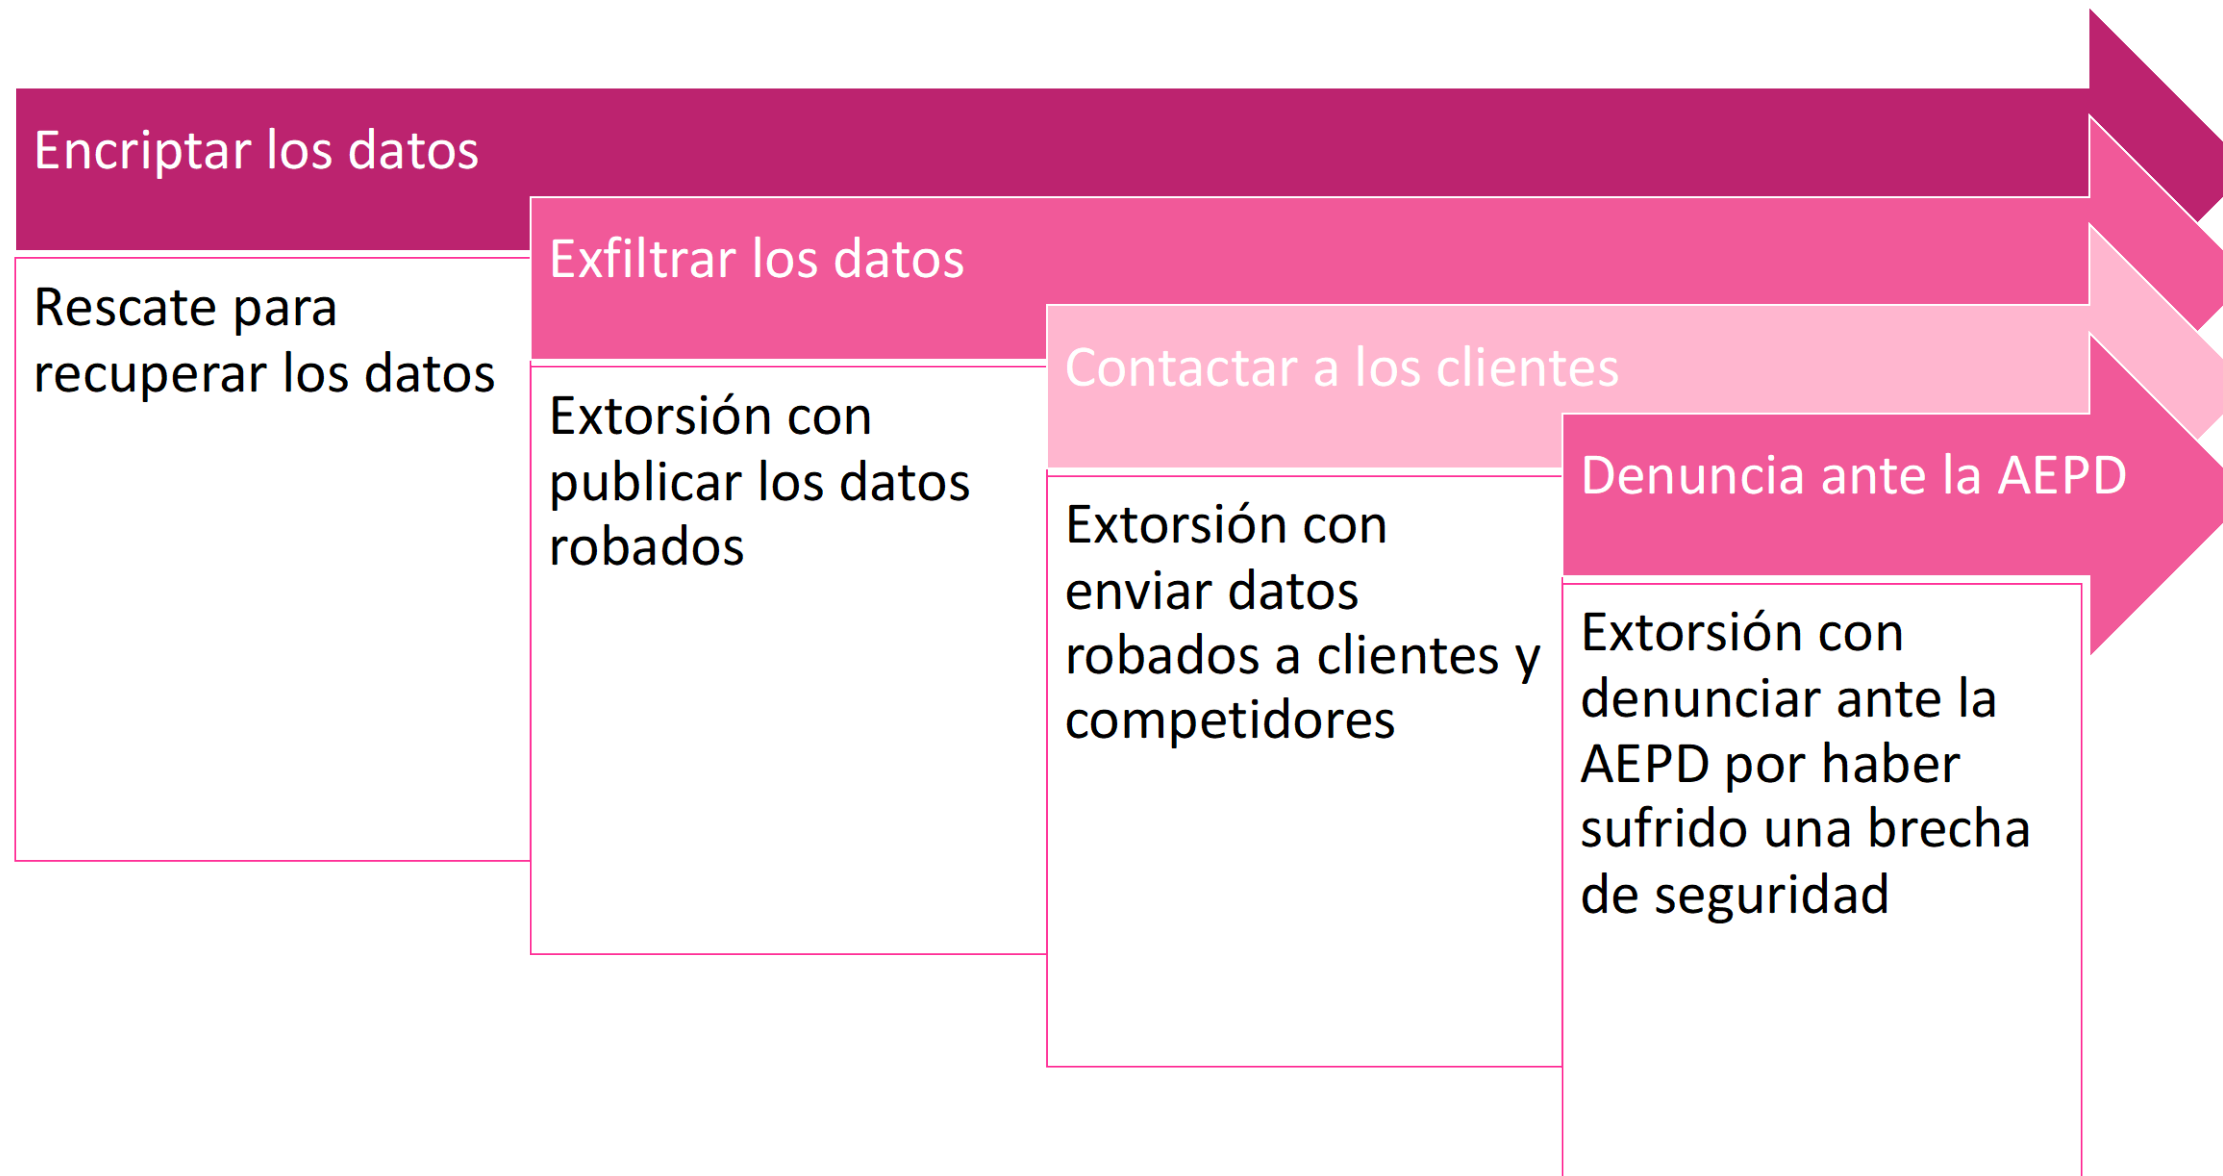 Encriptar los datos
Rescate para
recuperar los datos
Exfiltrar los datos
Extorsión con
publicar los datos
robados
Contactar a los clientes
Extorsión con
enviar datos
robados a clientes y
competidores
Denuncia ante la AEPD
Extorsión con
denunciar ante la
AEPD por haber
sufrido una brecha
de seguridad